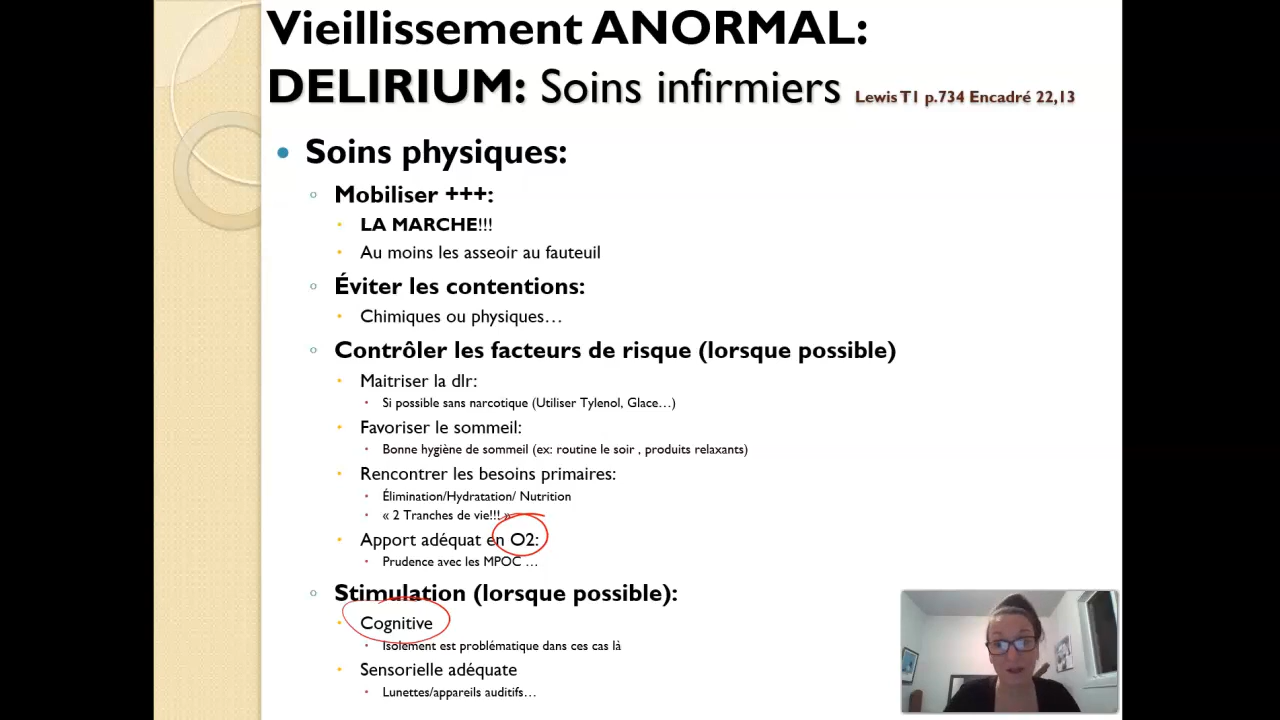 Vieillissement ANORMAL:
DELIRIUM: Soins infirmiers Lewis T1 p.734 Encadré 22,13
• Soins physiques:
◦ Mobiliser +++:
• LA MARCHE!!!
• Au moins les asseoir au fauteuil
◦ Éviter les contentions:
• Chimiques ou physiques…
◦ Contrôler les facteurs de risque (lorsque possible)
• Maitriser la dlr:
• Si possible sans narcotique (Utiliser Tylenol, Glace…)
• Favoriser le sommeil:
• Bonne hygiène de sommeil (ex: routine le soir , produits relaxants)
• Rencontrer les besoins primaires:
• Élimination/Hydratation/ Nutrition
• « 2 Tranches de vie!!! »
• Apport adéquat en O2:
• Prudence avec les MPOC …
◦ Stimulation (lorsque possible):
• Cognitive
• Isolement est problématique dans ces cas là
• Sensorielle adéquate
• Lunettes/appareils auditifs…